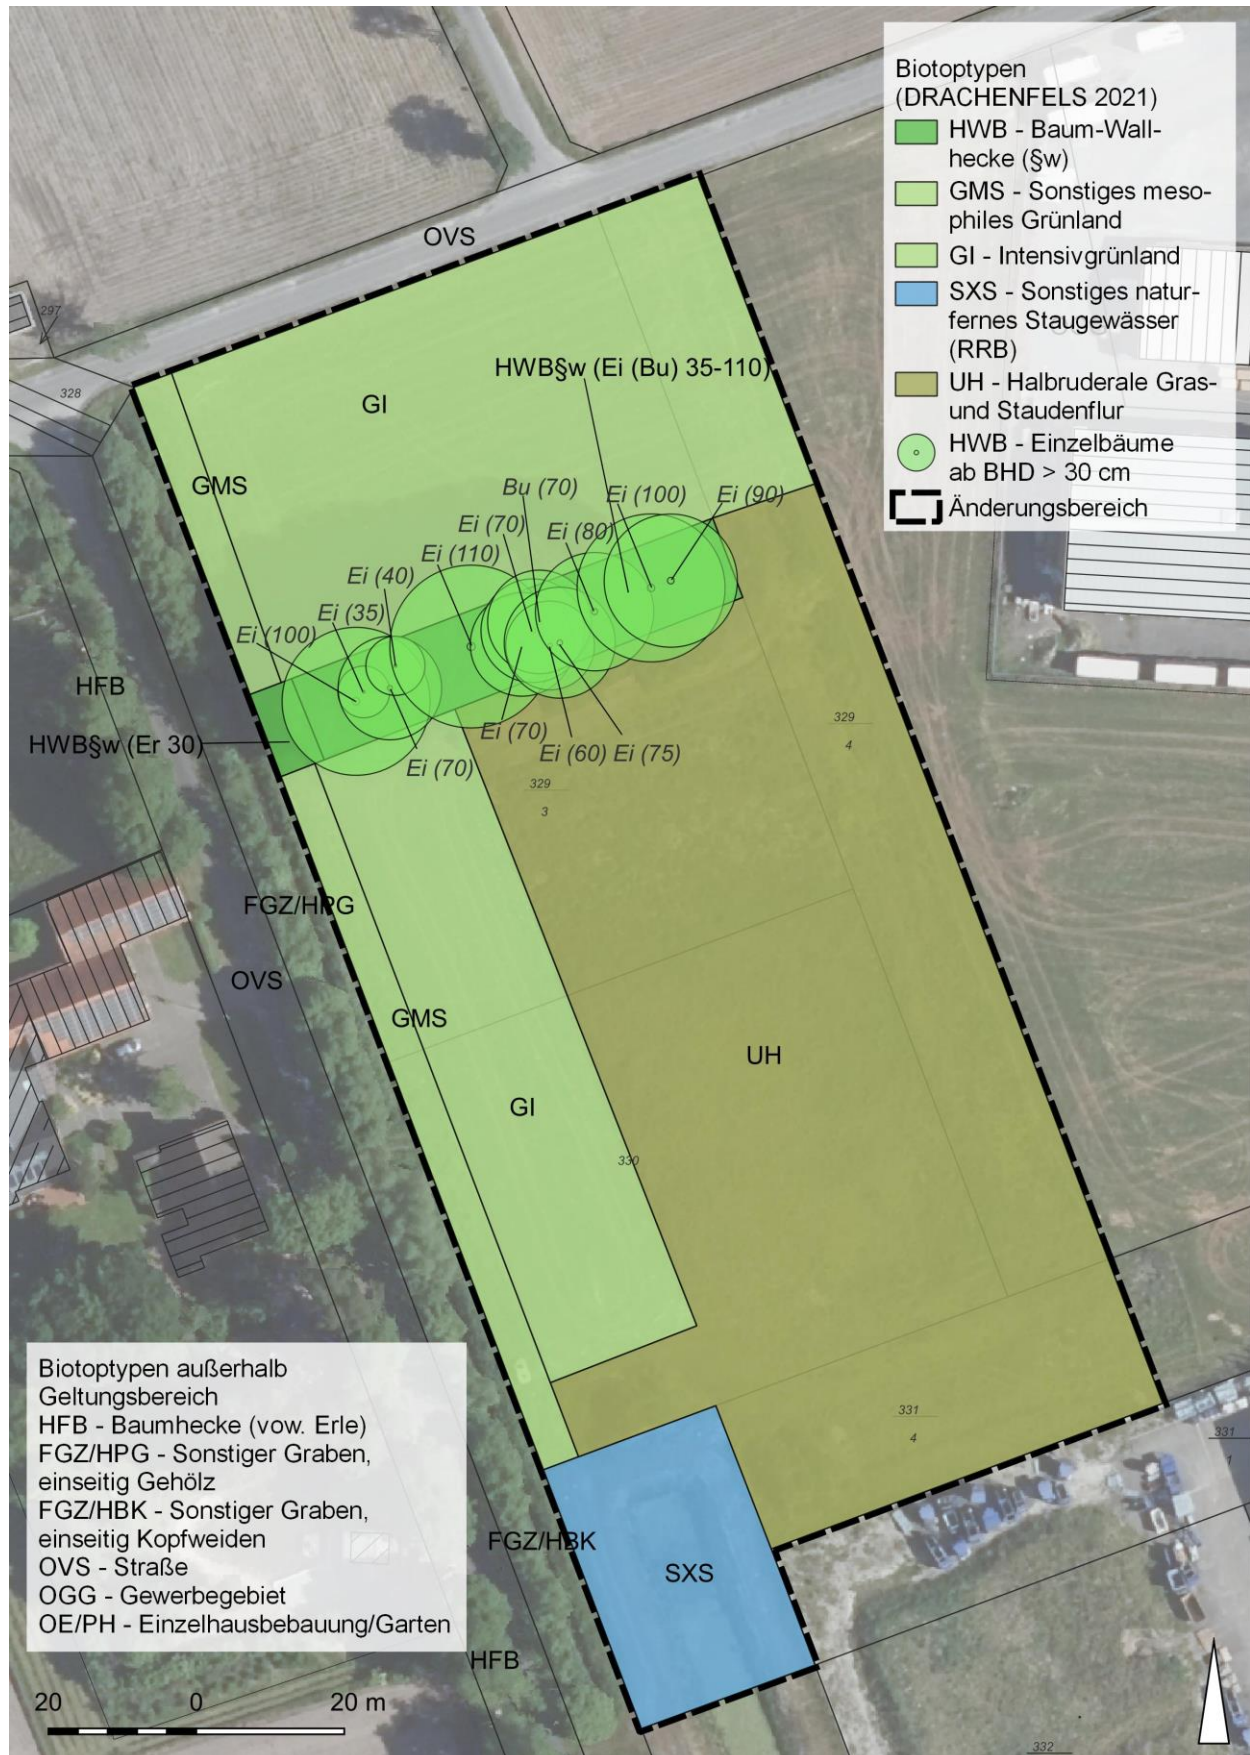 Biotoptypen
(DRACHENFELS 2021)
HWB - Baum-Wall-
hecke (§w)
GMS - Sonstiges meso-
philes Grünland
GI - Intensivgrünland
SXS - Sonstiges natur-
fernes Staugewässer
(RRB)
UH - Halbruderale Gras-
und Staudenflur
HWB - Einzelbäume
ab BHD > 30 cm
Änderungsbereich
OVS
297
328
HWB§w (Ei (Bu) 35-110)
GI
GMS
Bu (70)
Ei (100)
Ei (90)
Ei (70)
Ei (80)
Ei (110)
Ei (40)
Ei (35)
Ei (100)
HFB
HWB§w (Er 30)
Ei (70)
Ei (60)
Ei (75)
Ei (70)
329
4
329
3
FGZ/HPG
OVS
GMS
UH
GI
330
331
4
331
1
FGZ/HBK
SXS
HFB
332
Biotoptypen außerhalb
Geltungsbereich
HFB - Baumhecke (vow. Erle)
FGZ/HPG - Sonstiger Graben,
einseitig Gehölz
FGZ/HBK - Sonstiger Graben,
einseitig Kopfweiden
OVS - Straße
OGG - Gewerbegebiet
OE/PH - Einzelhausbebauung/Garten
20 0 20 m